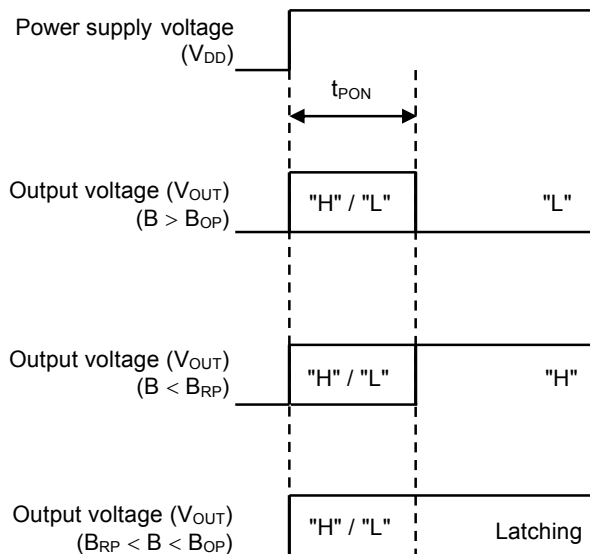 Power supply voltage
(VDD)
tPON
Output voltage (VOUT)
(B > BOP)
"H" / "L"
"L"
Output voltage (VOUT)
(B < BRP)
"H" / "L"
"H"
Output voltage (VOUT)
(BRP < B < BOP)
"H" / "L"
Latching